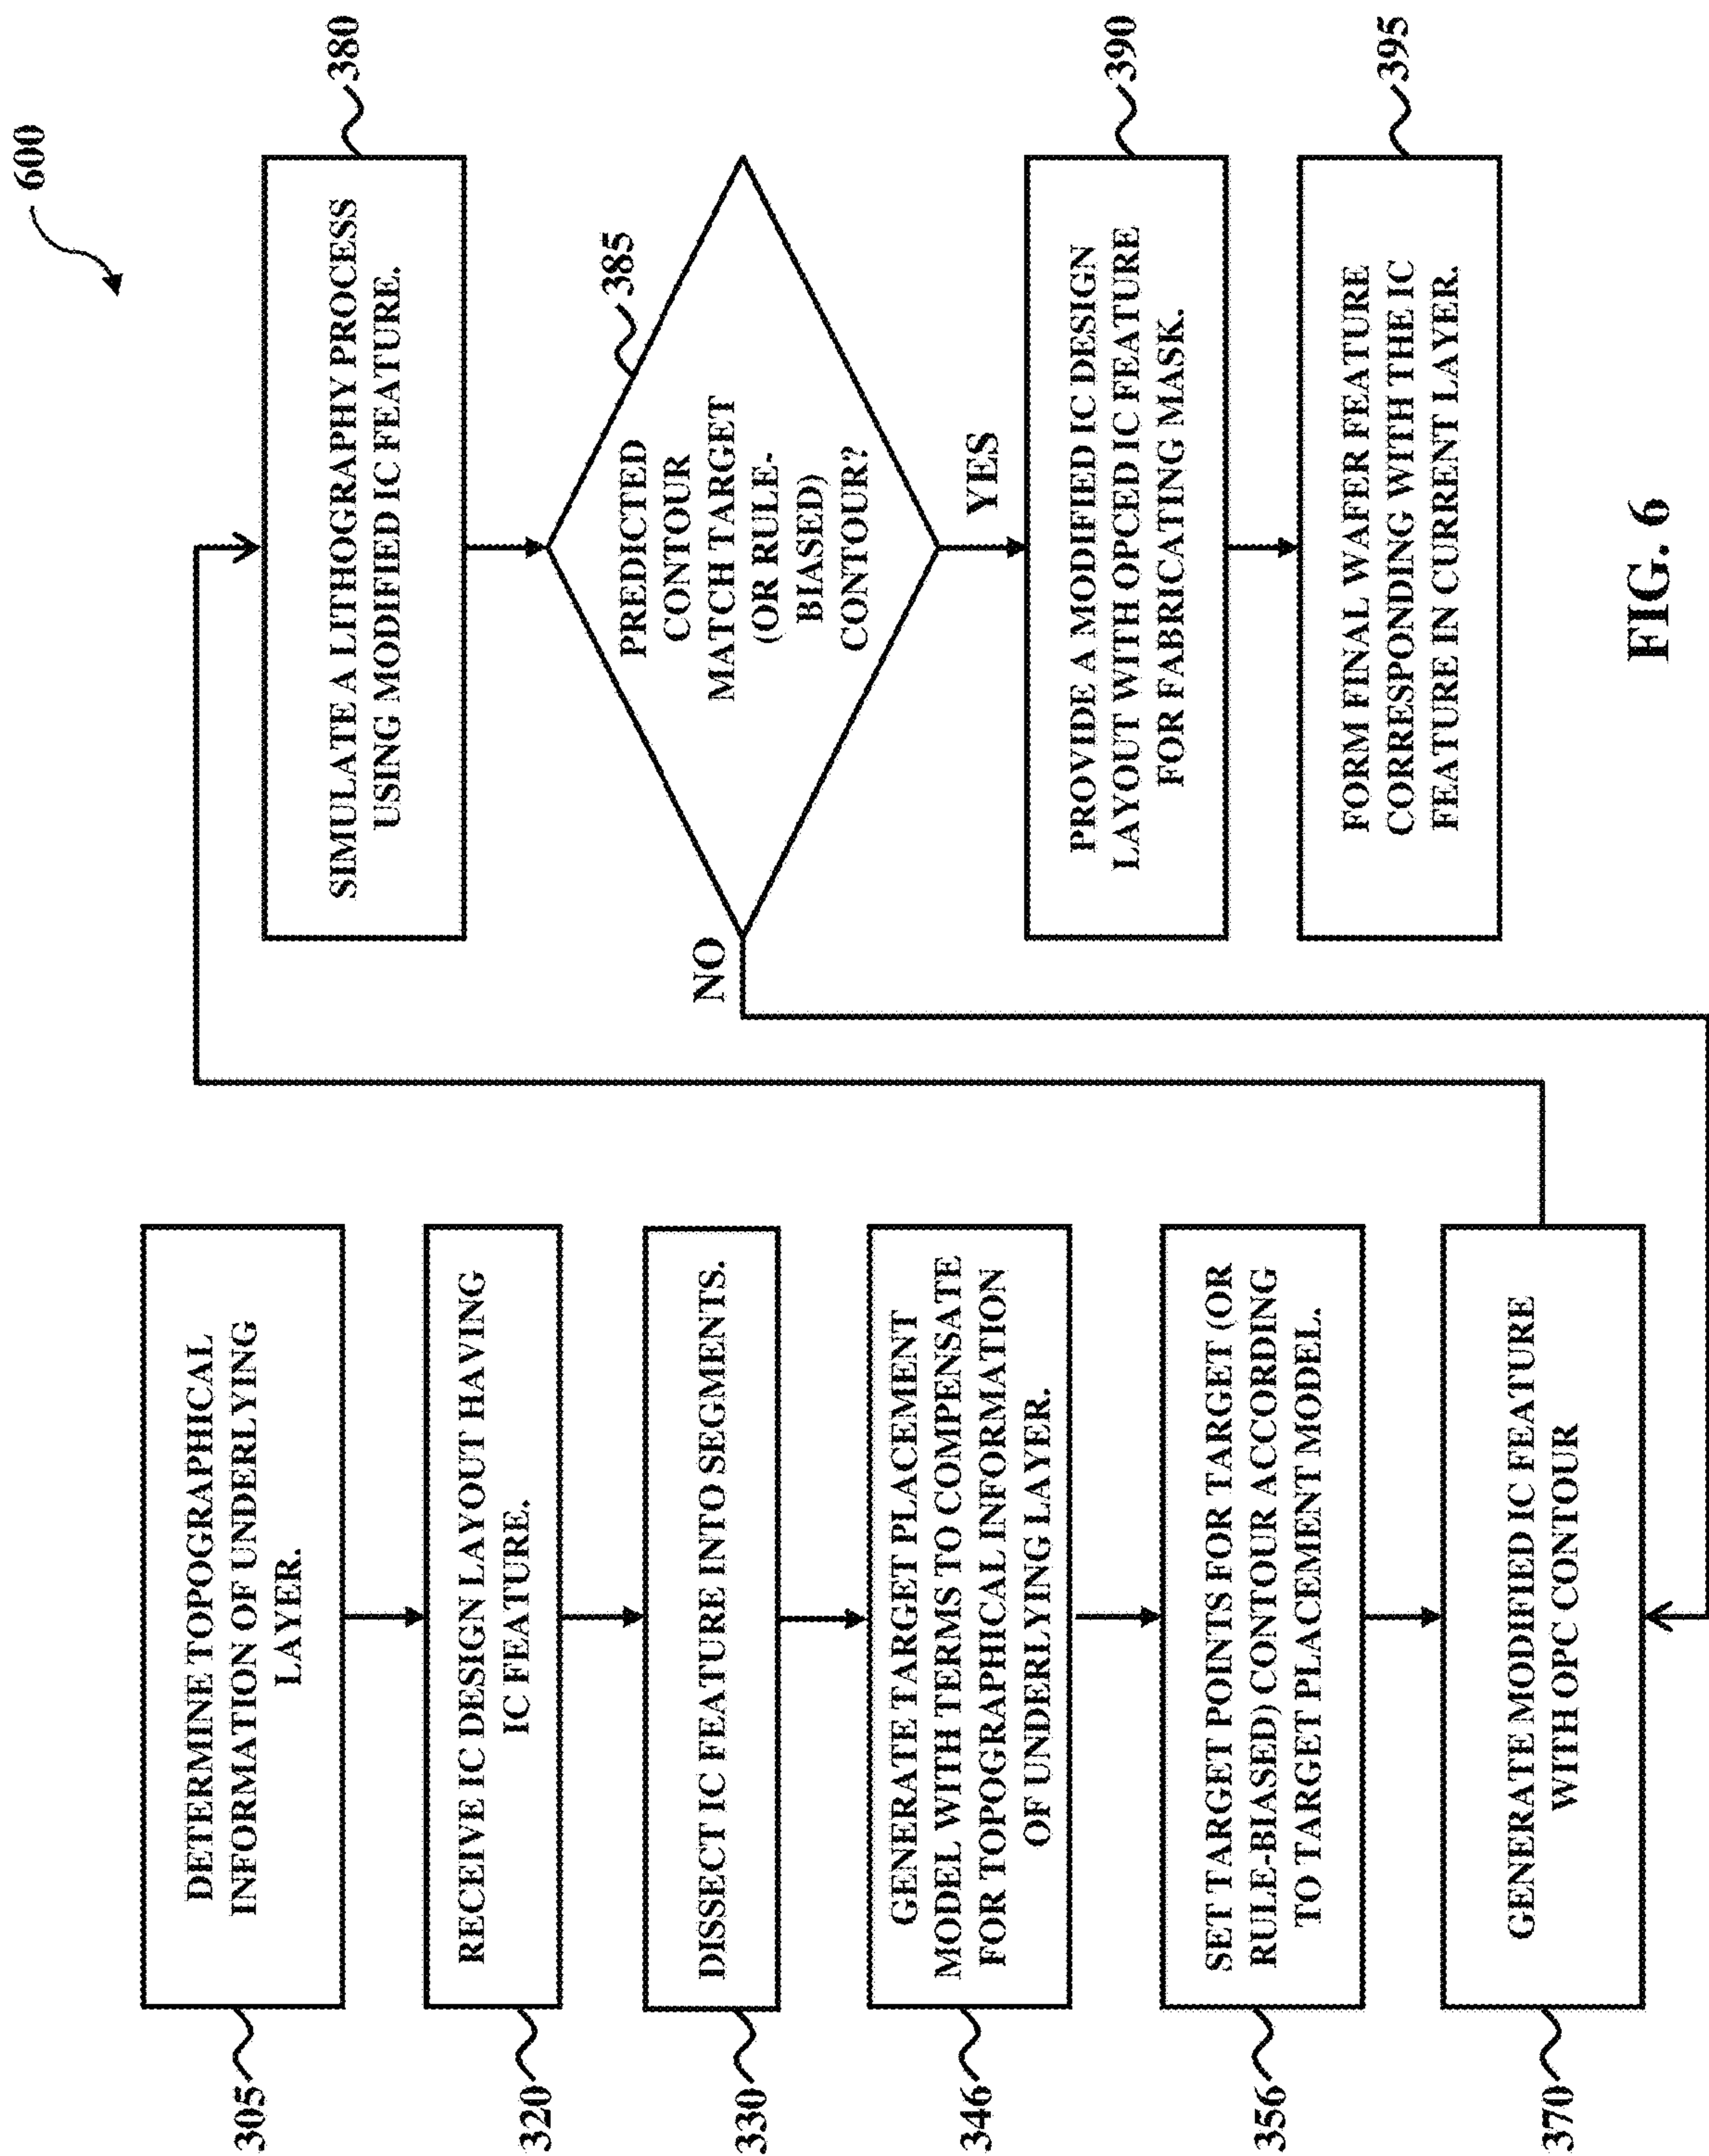 600
305
DETERMINE TOPOGRAPHICAL
INFORMATION OF UNDERLYING
LAYER.
320
RECEIVE IC DESIGN LAYOUT HAVING
IC FEATURE.
330
DISSECT IC FEATURE INTO SEGMENTS.
346
GENERATE TARGET PLACEMENT
MODEL WITH TERMS TO COMPENSATE
FOR TOPOGRAPHICAL INFORMATION
OF UNDERLYING LAYER.
356
SET TARGET POINTS FOR TARGET (OR
RULE-BIASED) CONTOUR ACCORDING
TO TARGET PLACEMENT MODEL.
370
GENERATE MODIFIED IC FEATURE
WITH OPC CONTOUR
380
SIMULATE A LITHOGRAPHY PROCESS
USING MODIFIED IC FEATURE.
385
PREDICTED
CONTOUR
MATCH TARGET
(OR RULE-
BIASED)
CONTOUR?
NO
YES
390
PROVIDE A MODIFIED IC DESIGN
LAYOUT WITH OPCED IC FEATURE
FOR FABRICATING MASK.
395
FORM FINAL WAFER FEATURE
CORRESPONDING WITH THE IC
FEATURE IN CURRENT LAYER.
FIG. 6